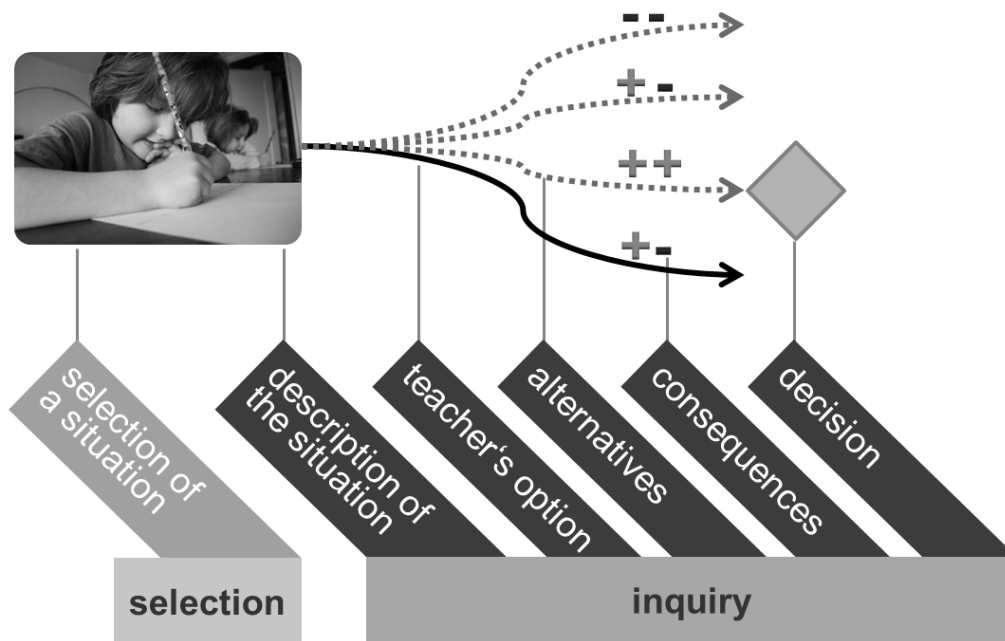 - -
+ -
+ +
+ -
selection of
a situation
description of
the situation
teacher‘s option
alternatives
consequences
decision
selection
inquiry